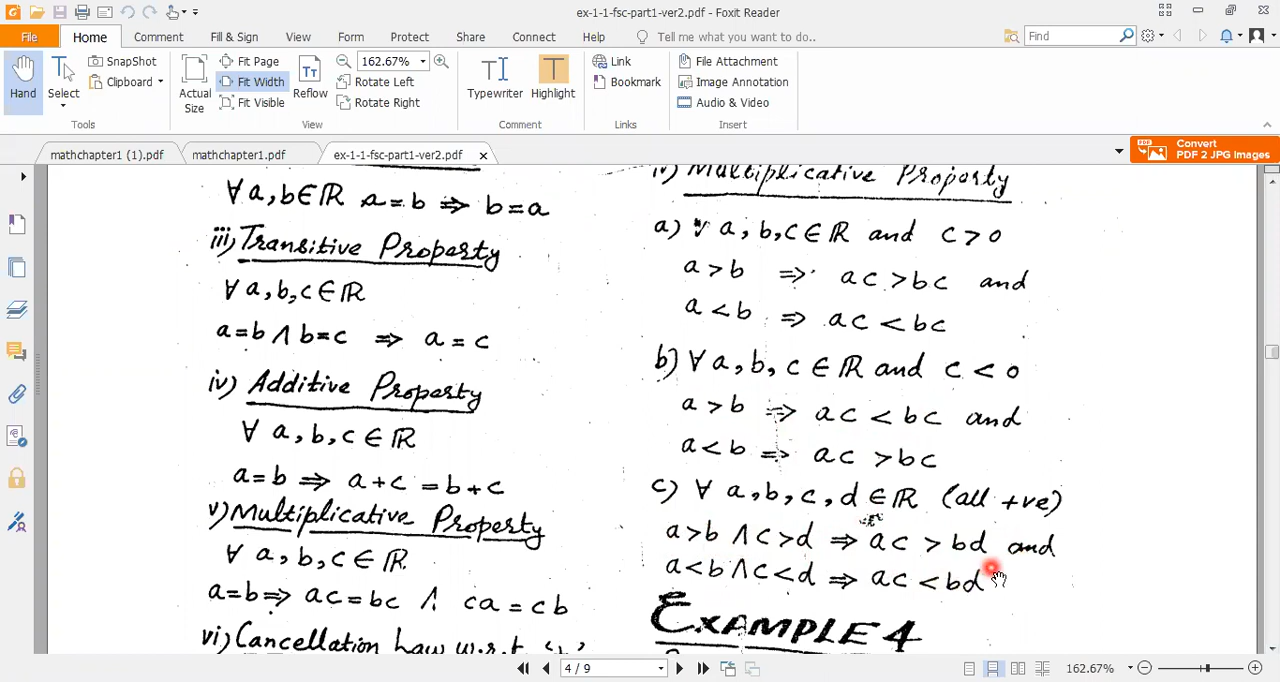 ex-1-1-fsc-part1-ver2.pdf - Foxit Reader
File Home Comment Fill & Sign View Form Protect Share Connect Help Tell me what you want to do.. Find
Hand
Select
SnapShot
Clipboard
Tools
Actual Size
Fit Page
Fit Width
Fit Visible
Reflow
162.67%
Rotate Left
Rotate Right
View
Typewriter
Highlight
Comment
Link
Bookmark
Links
File Attachment
Image Annotation
Audio & Video
Insert
mathchapter1 (1).pdf mathchapter1.pdf ex-1-1-fsc-part1-ver2.pdf
Convert
PDF 2 JPG Images
∀ a, b ∈ ℝ a = b ⇒ b = a
iii) Transitive Property
∀ a, b, c ∈ ℝ
a = b ∧ b = c ⇒ a = c
iv) Additive Property
∀ a, b, c ∈ ℝ
a = b ⇒ a + c = b + c
v) Multiplicative Property
∀ a, b, c ∈ ℝ
a = b ⇒ ac = bc ∧ ca = cb
vi) Cancellation Law w.r.t.
iv) Multiplicative Property
a) ∀ a, b, c ∈ ℝ and c > 0
a > b ⇒ ac > bc and
a < b ⇒ ac < bc
b) ∀ a, b, c ∈ ℝ and c < 0
a > b ⇒ ac < bc and
a < b ⇒ ac > bc
c) ∀ a, b, c, d ∈ ℝ (all +ve)
a > b ∧ c > d ⇒ ac > bd and
a < b ∧ c < d ⇒ ac < bd
EXAMPLE 4
4 / 9
162.67%